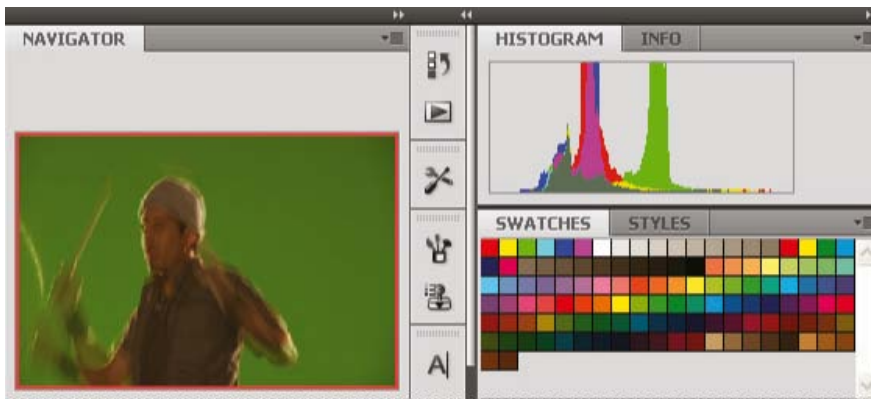 NAVIGATOR
A
HISTOGRAM
INFO
SWATCHES
STYLES